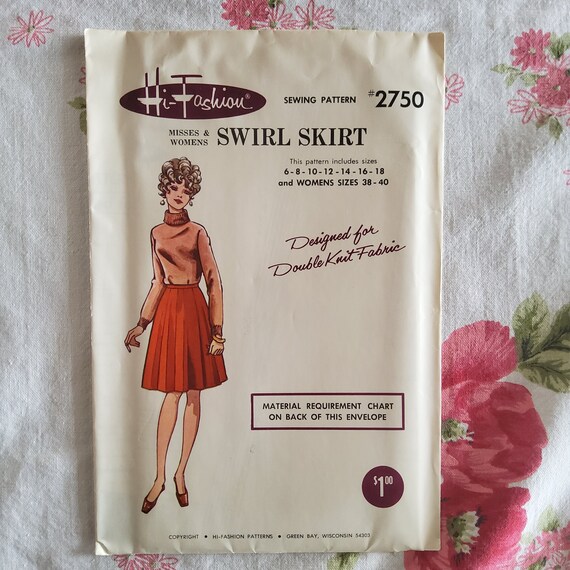 Hi-Fashion®
SEWING PATTERN #2750
MISSES & WOMENS SWIRL SKIRT
This pattern includes sizes
6-8-10-12-14-16-18
and WOMENS SIZES 38-40
Designed for
Double Knit Fabric
MATERIAL REQUIREMENT CHART
ON BACK OF THIS ENVELOPE
$1.00
COPYRIGHT • HI-FASHION PATTERNS • GREEN BAY, WISCONSIN 54303